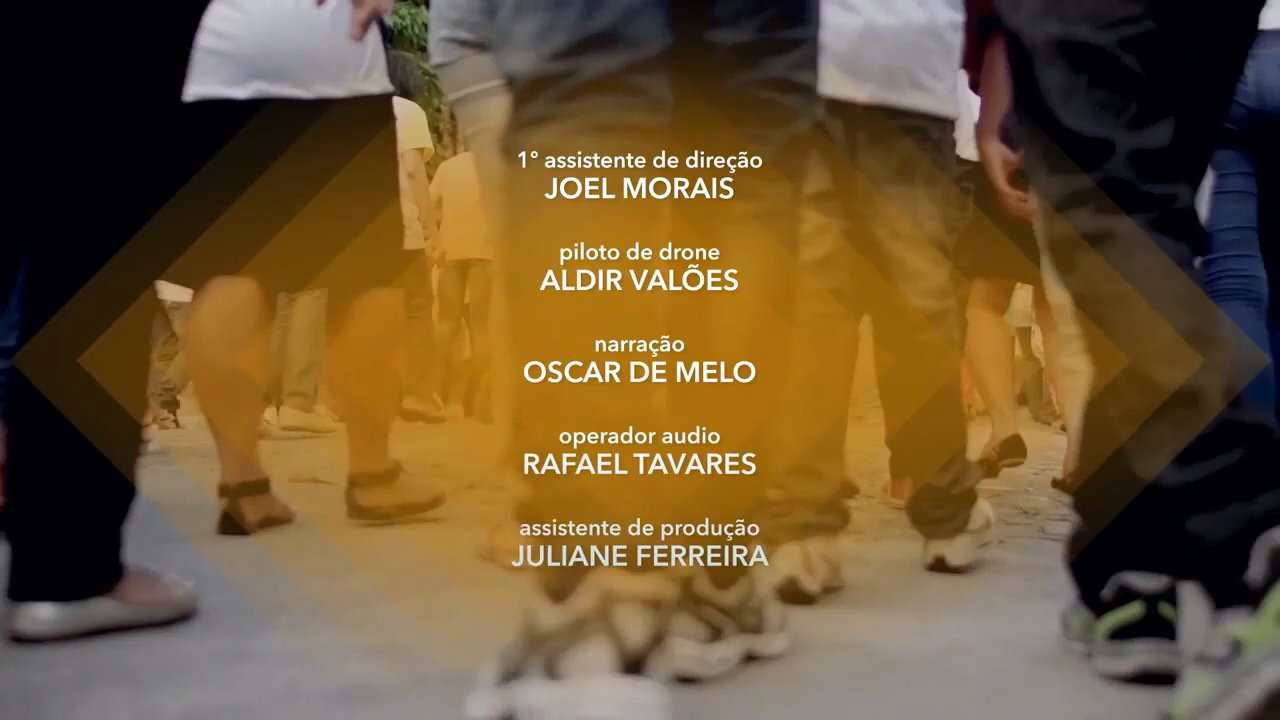 1° assistente de direção
JOEL MORAIS
piloto de drone
ALDIR VALÕES
narração
OSCAR DE MELO
operador audio
RAFAEL TAVARES
assistente de produção
JULIANE FERREIRA